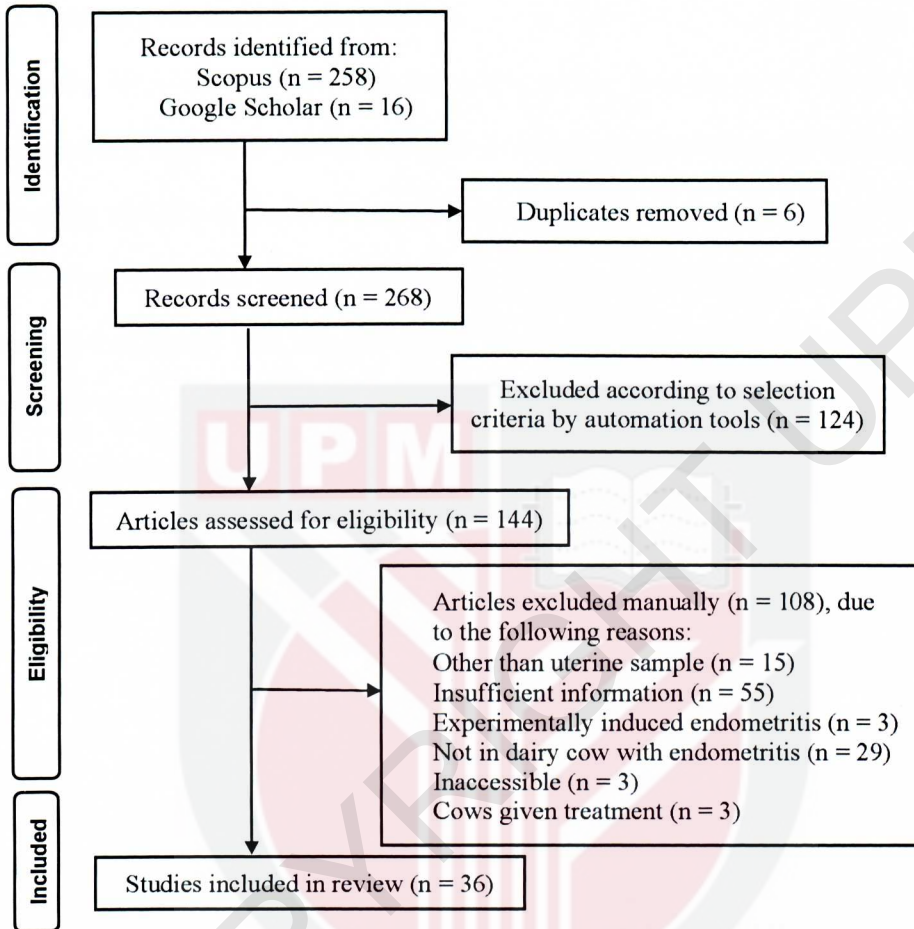 Identification
Records identified from:
Scopus (n = 258)
Google Scholar (n = 16)
Duplicates removed (n = 6)
Screening
Records screened (n = 268)
Excluded according to selection
criteria by automation tools (n = 124)
UPM
Eligibility
Articles assessed for eligibility (n = 144)
Articles excluded manually (n = 108), due
to the following reasons:
Other than uterine sample (n = 15)
Insufficient information (n = 55)
Experimentally induced endometritis (n = 3)
Not in dairy cow with endometritis (n = 29)
Inaccessible (n = 3)
Cows given treatment (n = 3)
Included
Studies included in review (n = 36)
PYRIGHT UP